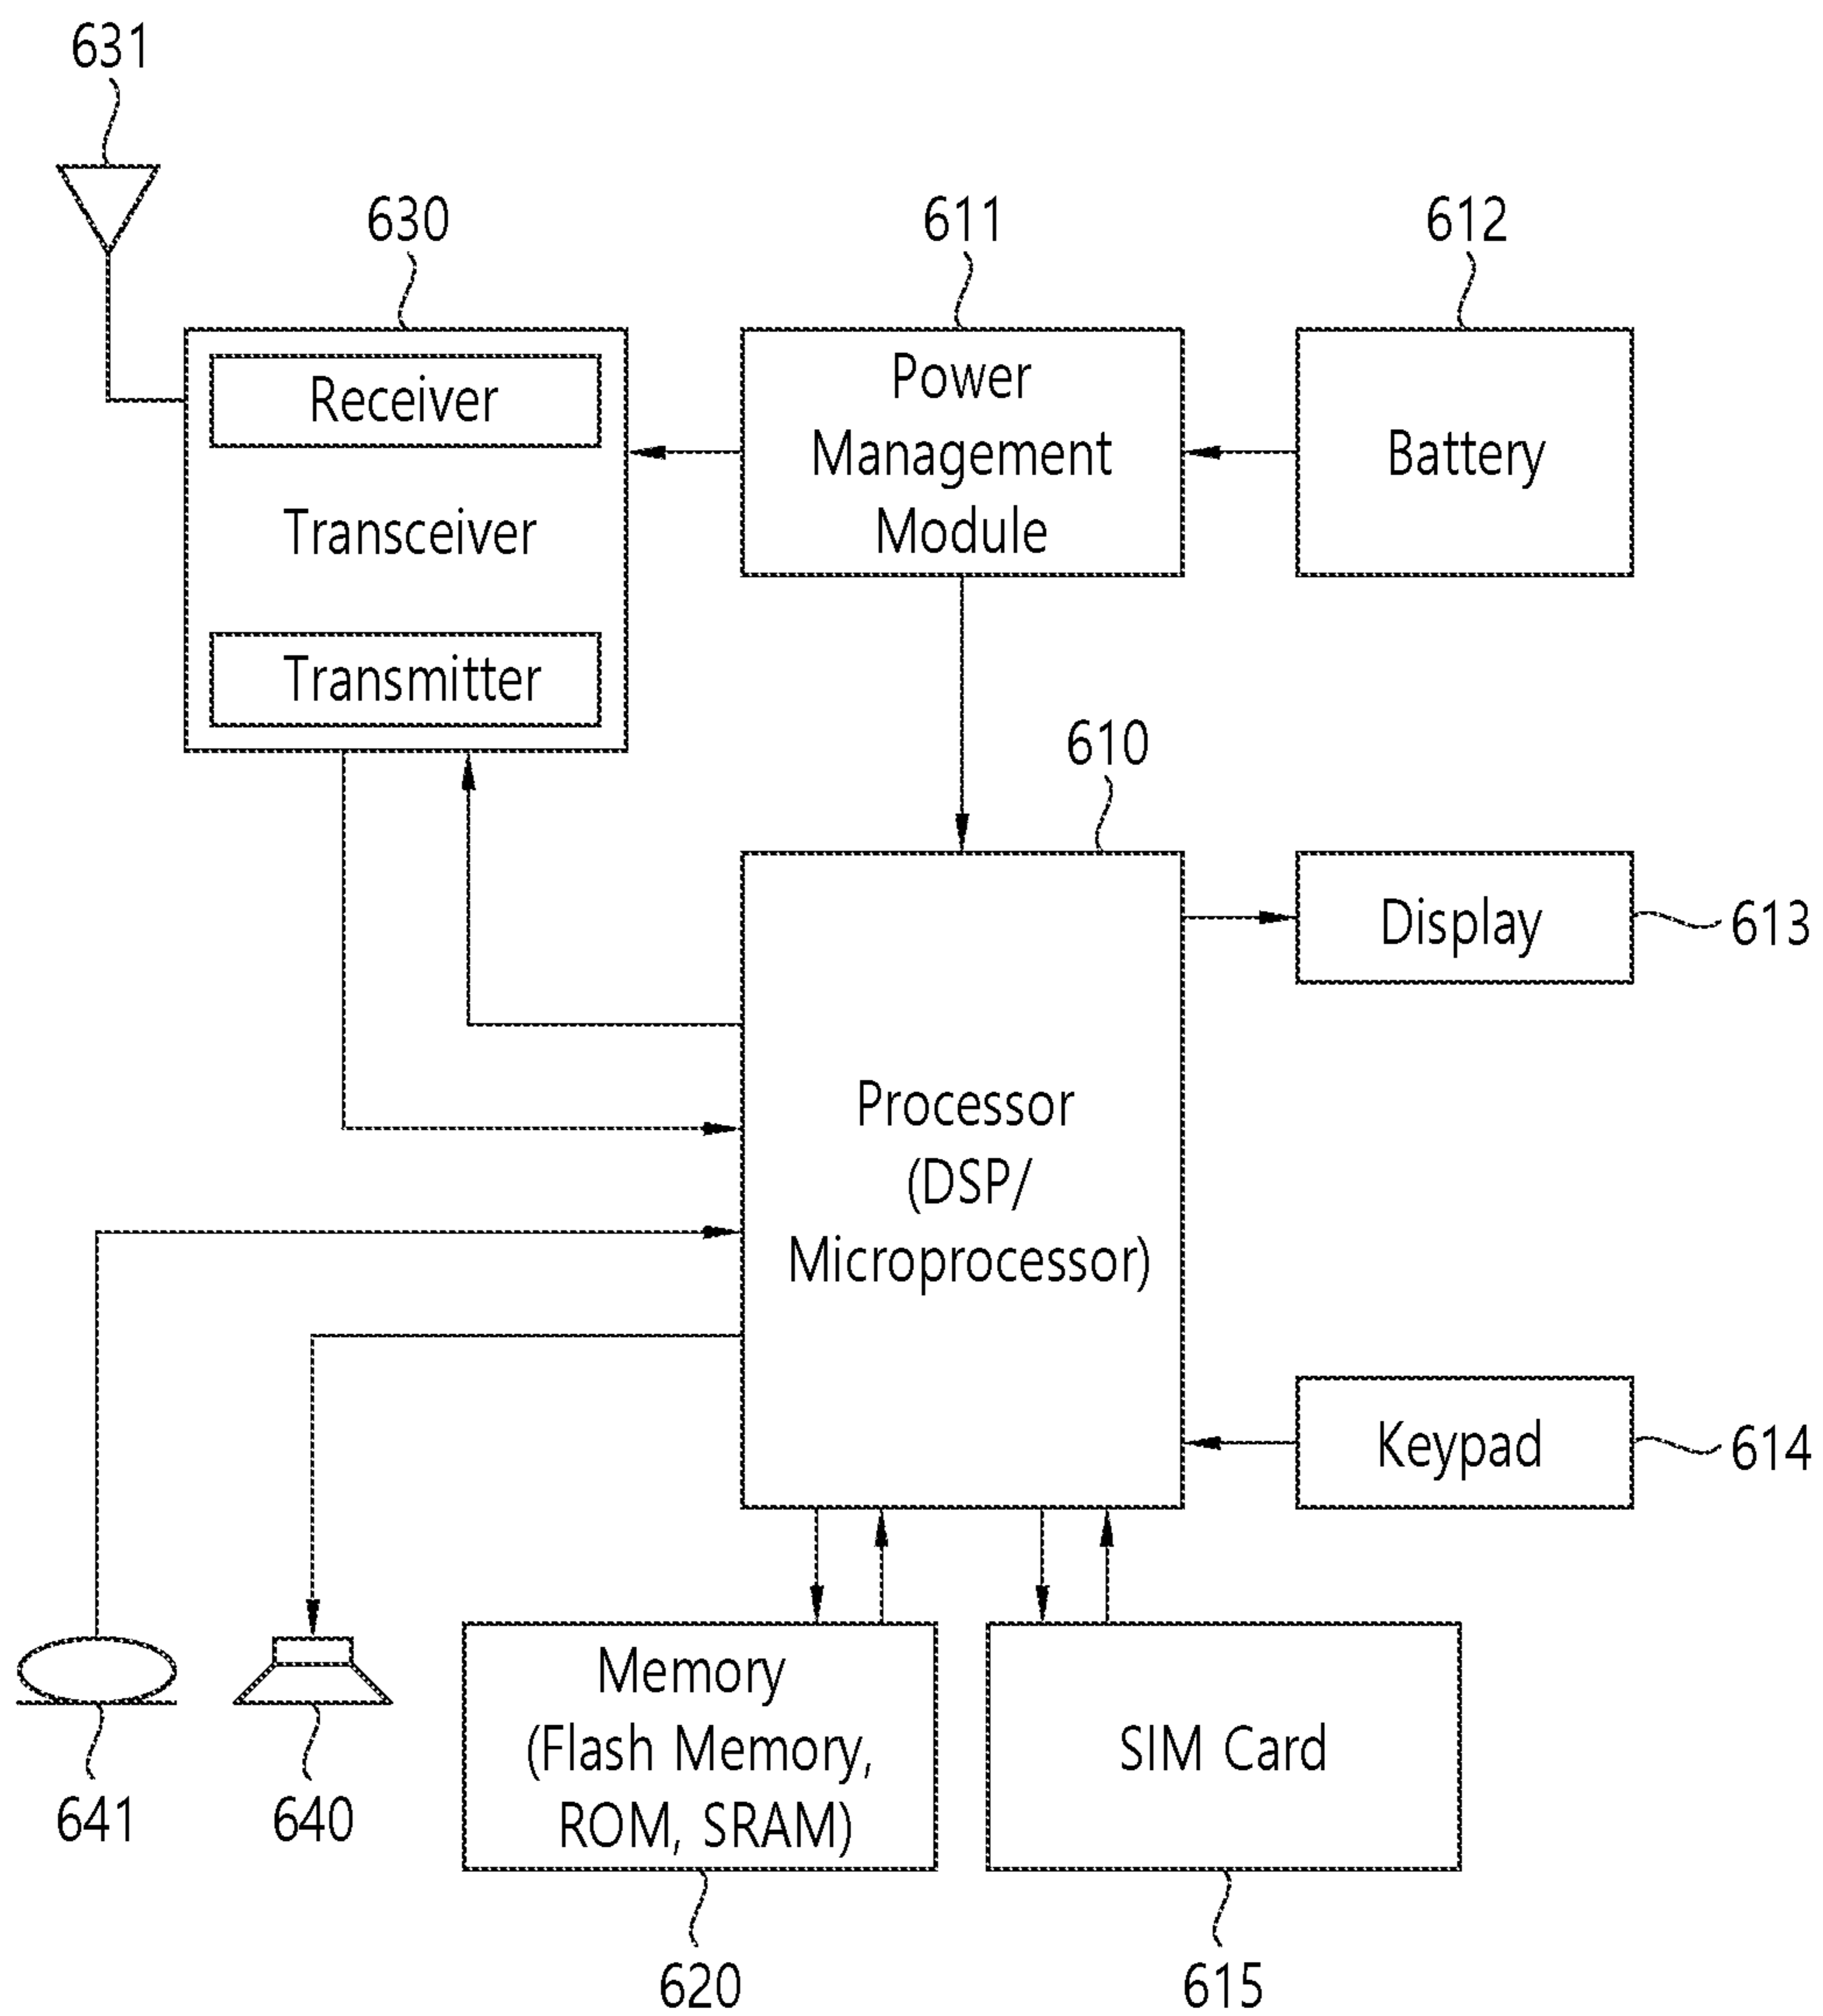 631
630
611
612
Receiver
Transceiver
Transmitter
Power
Management
Module
Battery
610
Display
613
Processor
(DSP/
Microprocessor)
Keypad
614
Memory
(Flash Memory,
ROM, SRAM)
SIM Card
641
640
620
615